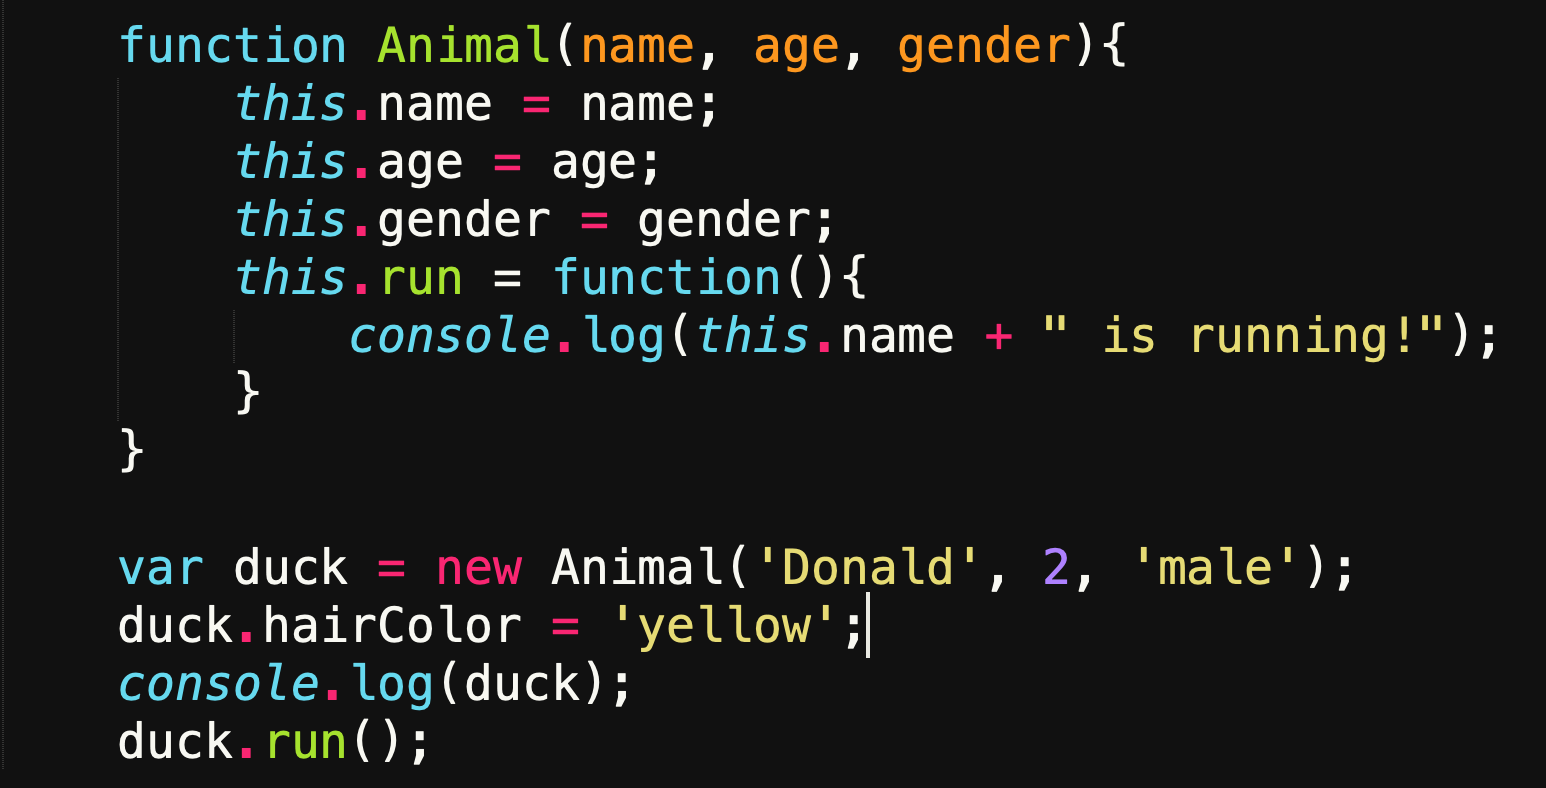 function Animal(name, age, gender){
    this.name = name;
    this.age = age;
    this.gender = gender;
    this.run = function(){
        console.log(this.name + " is running!");
    }
}

var duck = new Animal('Donald', 2, 'male');
duck.hairColor = 'yellow';
console.log(duck);
duck.run();